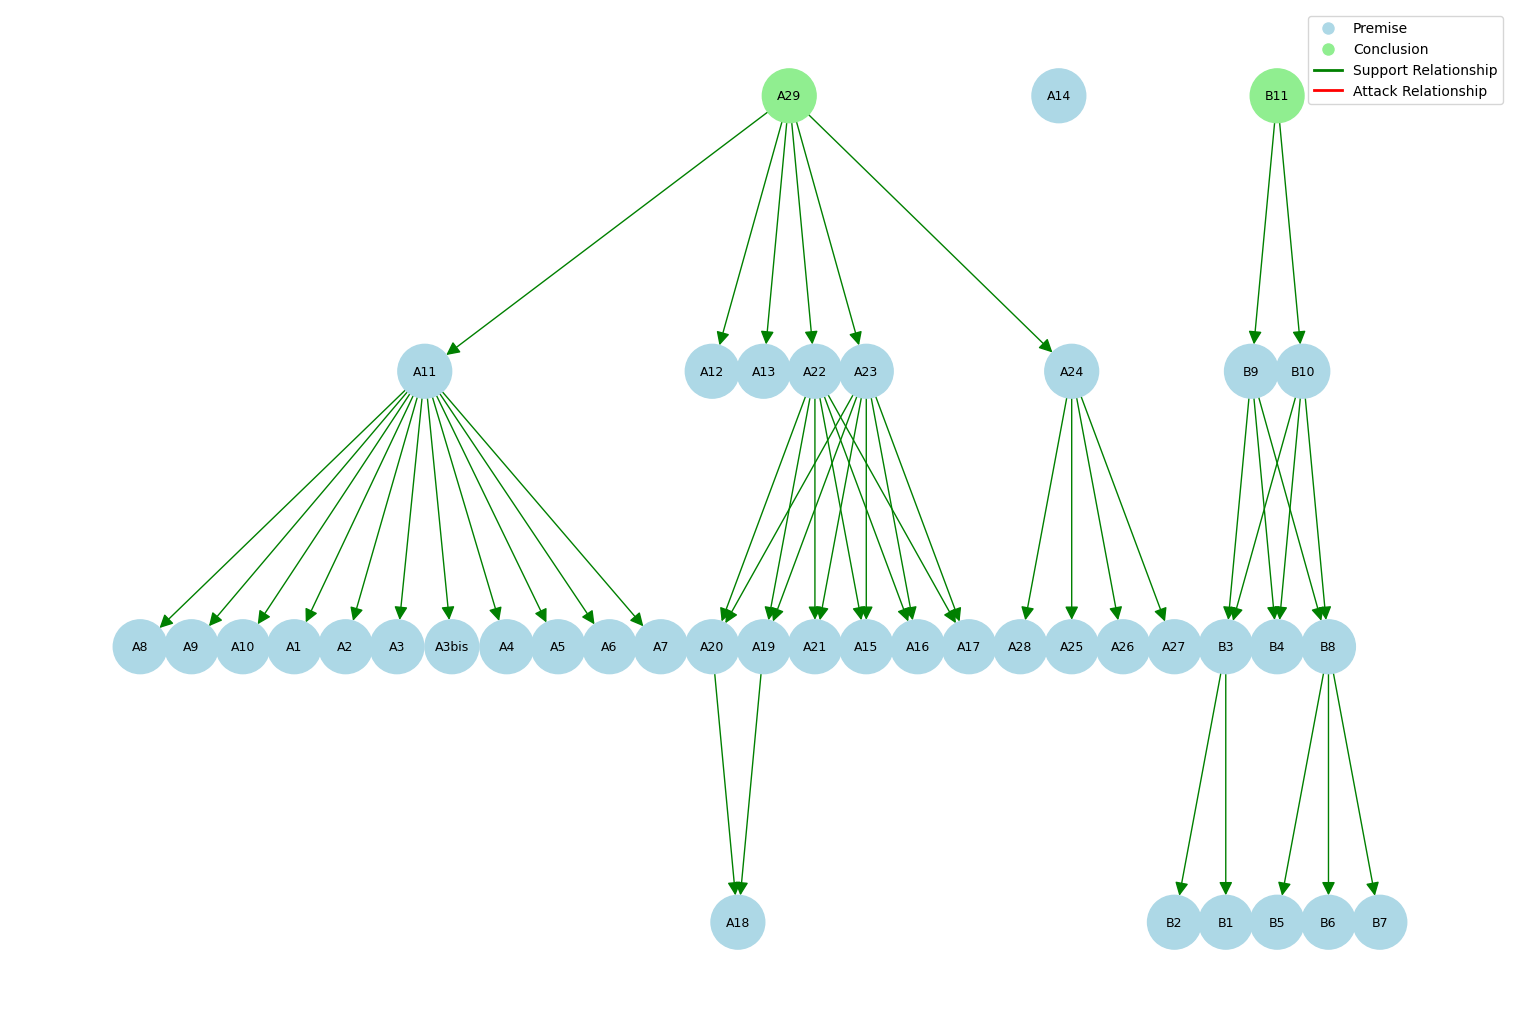 Premise
Conclusion
Support Relationship
Attack Relationship
A29
A14
B11
A11
A12
A13
A22
A23
A24
B9
B10
A8
A9
A10
A1
A2
A3
A3bis
A4
A5
A6
A7
A20
A19
A21
A15
A16
A17
A28
A25
A26
A27
B3
B4
B8
A18
B2
B1
B5
B6
B7